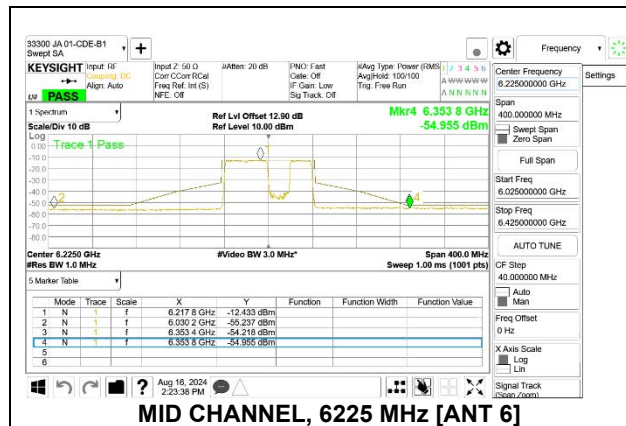 33300 JA 01-CDE-B1
Swept SA
Frequency
KEYSIGHT
Input: RF
Coupling: DC
Align: Auto
Input Z: 50 Ω
Corr CCorr RCal
Freq Ref: Int (S)
NFE: Off
#Atten: 20 dB
PNO: Fast
Gate: Off
IF Gain: Low
Sig Track: Off
#Avg Type: Power (RMS
Avg|Hold: 100/100
Trig: Free Run
1 2 3 4 5 6
A W W W W W
A N N N N N
LXI
PASS
Center Frequency
6.225000000 GHz
Settings
Span
400.000000 MHz
Swept Span
Zero Span
Full Span
Start Freq
6.025000000 GHz
Stop Freq
6.425000000 GHz
AUTO TUNE
CF Step
40.000000 MHz
Auto
Man
Freq Offset
0 Hz
X Axis Scale
Log
Lin
Signal Track
(Span Zoom)
1 Spectrum
Scale/Div 10 dB
Ref Lvl Offset 12.90 dB
Ref Level 10.00 dBm
Mkr4 6.353 8 GHz
-54.955 dBm
Log
Trace 1 Pass
0.00
-10.0
-20.0
-30.0
-40.0
-50.0
-60.0
-70.0
-80.0
2
4
Center 6.2250 GHz
#Res BW 1.0 MHz
#Video BW 3.0 MHz*
Span 400.0 MHz
Sweep 1.00 ms (1001 pts)
5 Marker Table
Mode Trace Scale X Y Function Function Width Function Value
1 N 1 f 6.217 8 GHz -12.433 dBm
2 N 1 f 6.030 2 GHz -55.237 dBm
3 N 1 f 6.353 4 GHz -54.218 dBm
4 N 1 f 6.353 8 GHz -54.955 dBm
5
6
?
Aug 16, 2024
2:23:38 PM
MID CHANNEL, 6225 MHz [ANT 6]